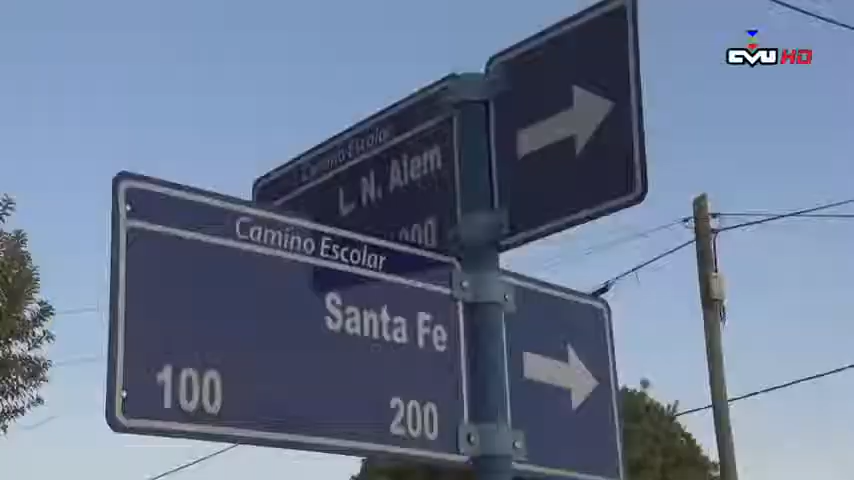 CVU HD
Camino Escolar
L. N. Alem
Camino Escolar
Santa Fe
100
200